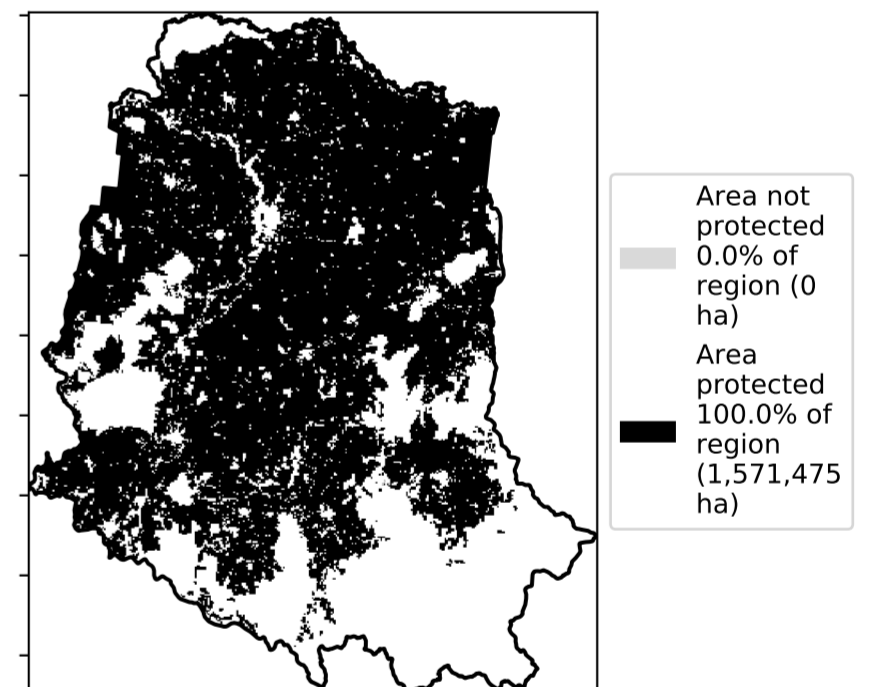 Area not
protected
0.0% of
region (0
ha)
Area
protected
100.0% of
region
(1,571,475
ha)